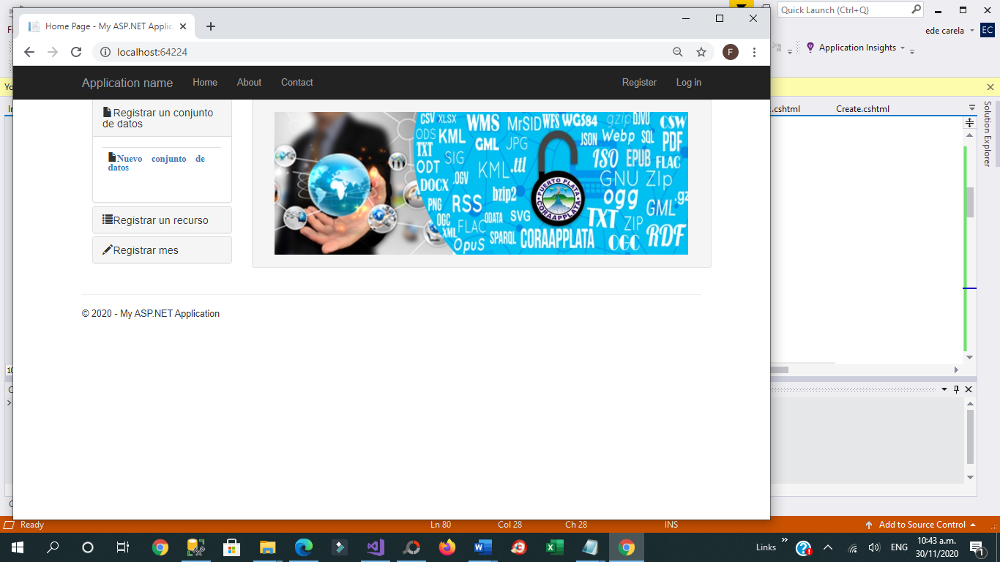 Home Page - My ASP.NET Applic
localhost:64224
F
Quick Launch (Ctrl+Q)
ede carela
EC
Application Insights
Application name
Home
About
Contact
Register
Log in
Create.cshtml
Solution Explorer
Registrar un conjunto
de datos
Nuevo conjunto de
datos
Registrar un recurso
Registrar mes
CSV XLSX WMS MrSID WFS WGS84 gzip DJVU CSW
ODS KML GML JPG JSON Webp SQL PDF
TXT SIG ISO EPUB FLAC
ODT .OGV KML .ttl GNU Zip
DOCX bzip2 ogg .gz
PNG RSS GML
OGC ODATA SVG TXT ZIP RDF
XML FLAC
OpuS SPARQL CORAAPPLATA OGC
PUERTO PLATA
CORAAPPLATA
© 2020 - My ASP.NET Application
Ready
Ln 80
Col 28
Ch 28
INS
Add to Source Control
Links
ENG
10:43 a.m.
30/11/2020
1